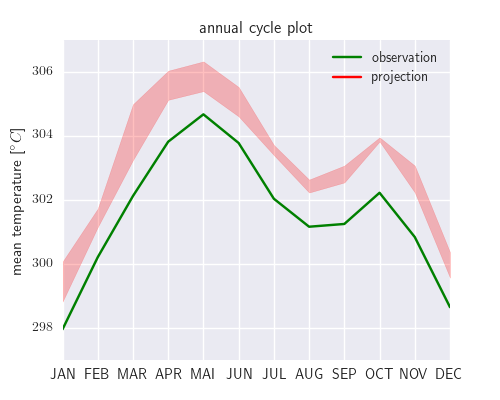 annual cycle plot
observation
projection
mean temperature [°C]
306
304
302
300
298
JAN FEB MAR APR MAI JUN JUL AUG SEP OCT NOV DEC